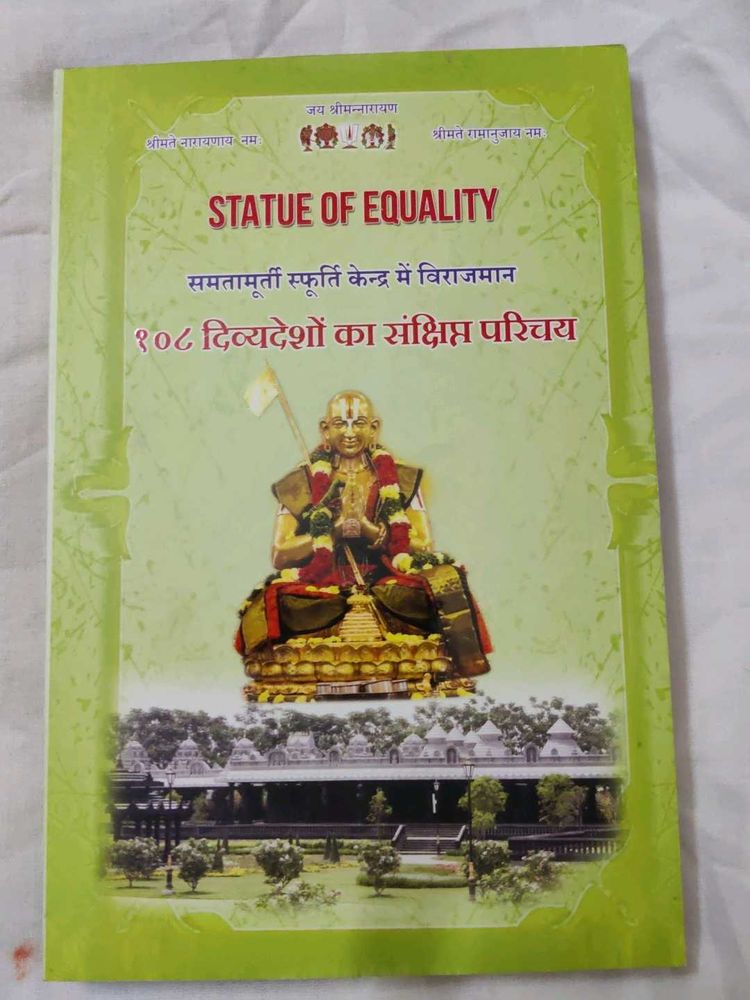 जय श्रीमन्नारायण
श्रीमते नारायणाय नमः
श्रीमते रामानुजाय नमः
STATUE OF EQUALITY
समतामूर्ती स्फूर्ति केन्द्र में विराजमान
१०८ दिव्यदेशों का संक्षिप्त परिचय